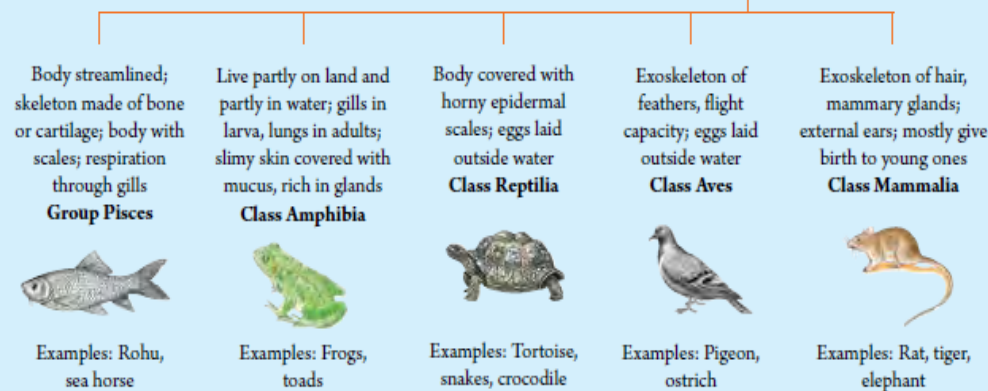 Body streamlined;
skeleton made of bone
or cartilage; body with
scales; respiration
through gills
Group Pisces
Examples: Rohu,
sea horse
Live partly on land and
partly in water; gills in
larva, lungs in adults;
slimy skin covered with
mucus, rich in glands
Class Amphibia
Examples: Frogs,
toads
Body covered with
horny epidermal
scales; eggs laid
outside water
Class Reptilia
Examples: Tortoise,
snakes, crocodile
Exoskeleton of
feathers, flight
capacity; eggs laid
outside water
Class Aves
Examples: Pigeon,
ostrich
Exoskeleton of hair,
mammary glands;
external ears; mostly give
birth to young ones
Class Mammalia
Examples: Rat, tiger,
elephant